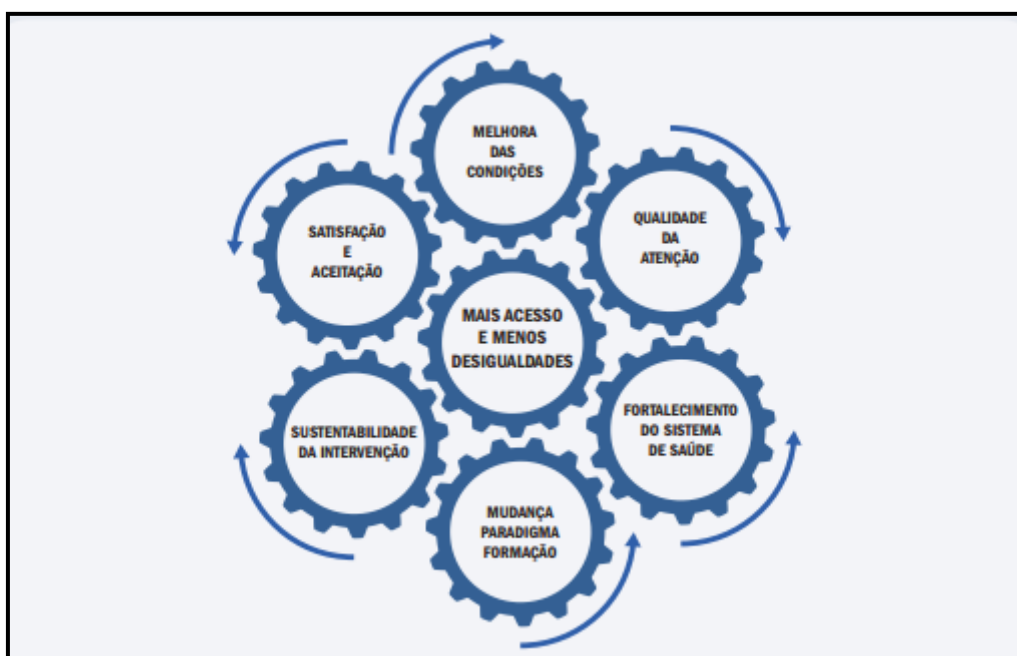 MELHORA
DAS
CONDIÇÕES
QUALIDADE
DA
ATENÇÃO
SATISFAÇÃO
E
ACEITAÇÃO
MAIS ACESSO
E MENOS
DESIGUALDADES
FORTALECIMENTO
DO SISTEMA
DE SAÚDE
SUSTENTABILIDADE
DA INTERVENÇÃO
MUDANÇA
PARADIGMA
FORMAÇÃO